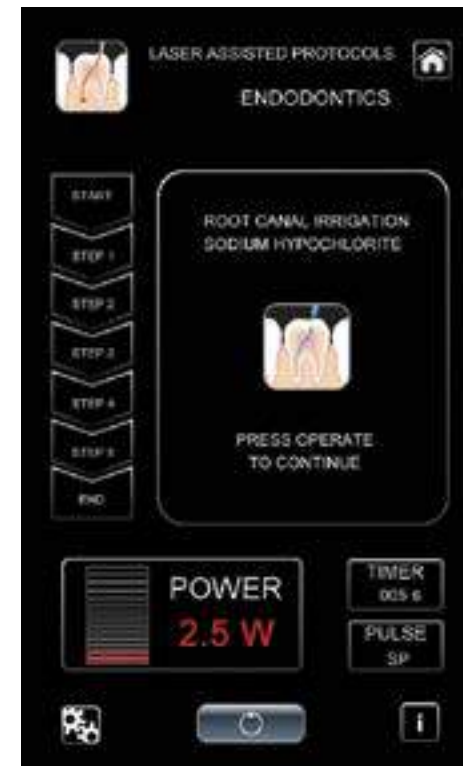 LASER ASSISTED PROTOCOLS
ENDODONTICS
START
STEP 1
STEP 2
STEP 3
STEP 4
STEP 5
END
ROOT CANAL IRRIGATION
SODIUM HYPOCHLORITE
PRESS OPERATE
TO CONTINUE
POWER
2.5 W
TIMER
PULSE
SP
i